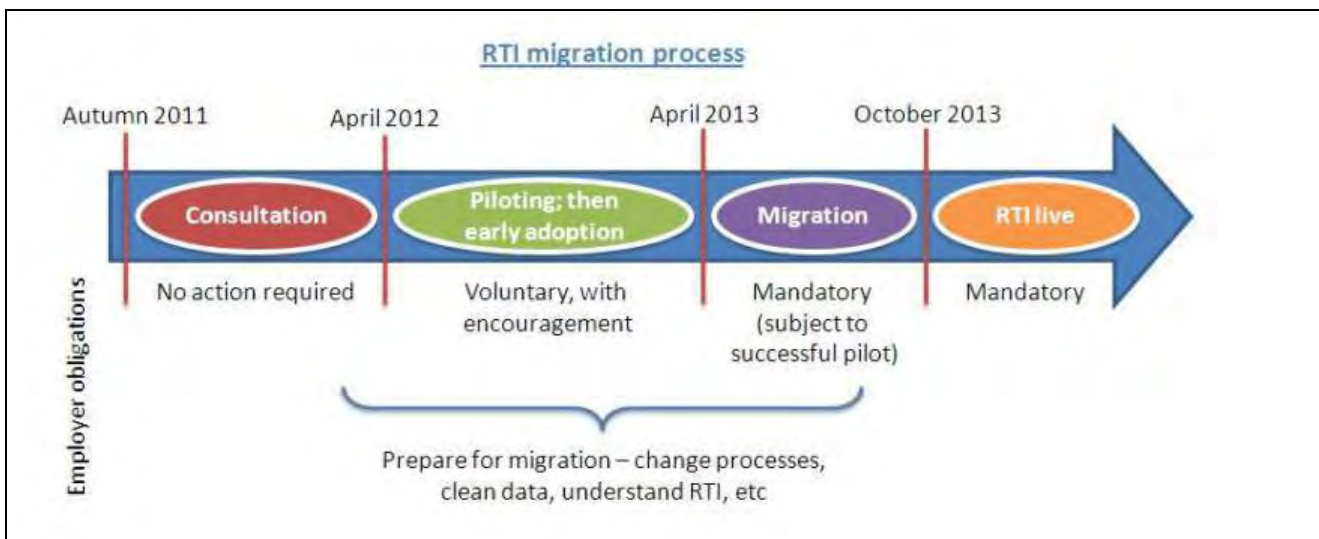 RTI migration process
Autumn 2011
April 2012
April 2013
October 2013
Consultation
Piloting; then
early adoption
Migration
RTI live
Employer obligations
No action required
Voluntary, with
encouragement
Mandatory
(subject to
successful pilot)
Mandatory
Prepare for migration – change processes,
clean data, understand RTI, etc